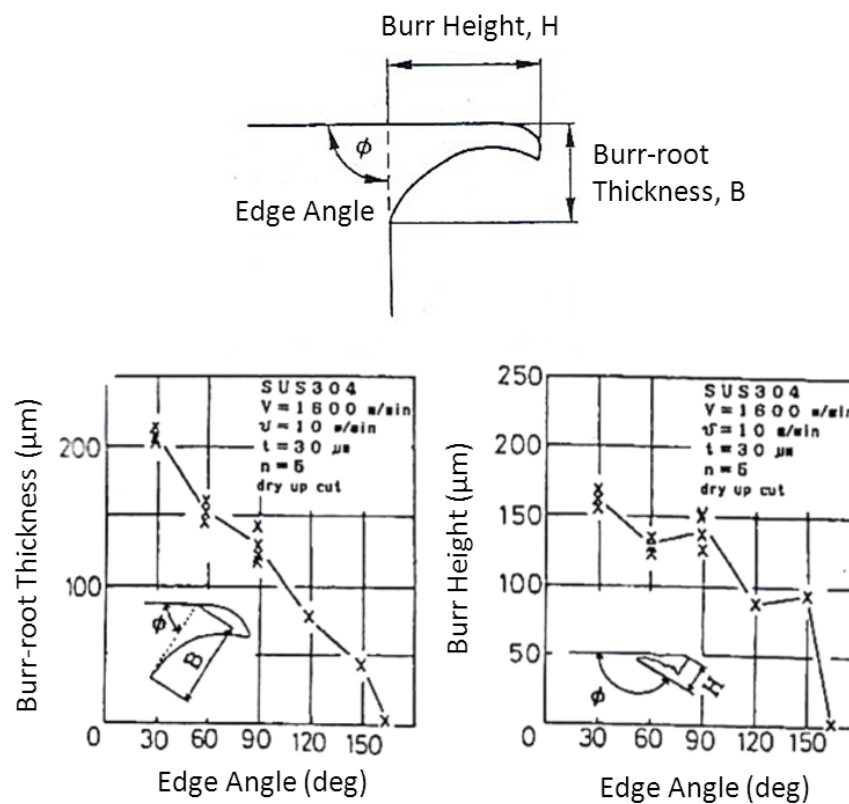 Burr Height, H
ϕ
Edge Angle
Burr-root
Thickness, B
Burr-root Thickness (μm)
200
100
0
30
60
90
120
150
SUS304
V=1600 m/min
υ=10 m/min
t=30 μm
n=5
dry up cut
ϕ
B
Edge Angle (deg)
Burr Height (μm)
250
200
150
100
50
0
30
60
90
120
150
SUS304
V=1600 m/min
υ=10 m/min
t=30 μm
n=5
dry up cut
ϕ
H
Edge Angle (deg)